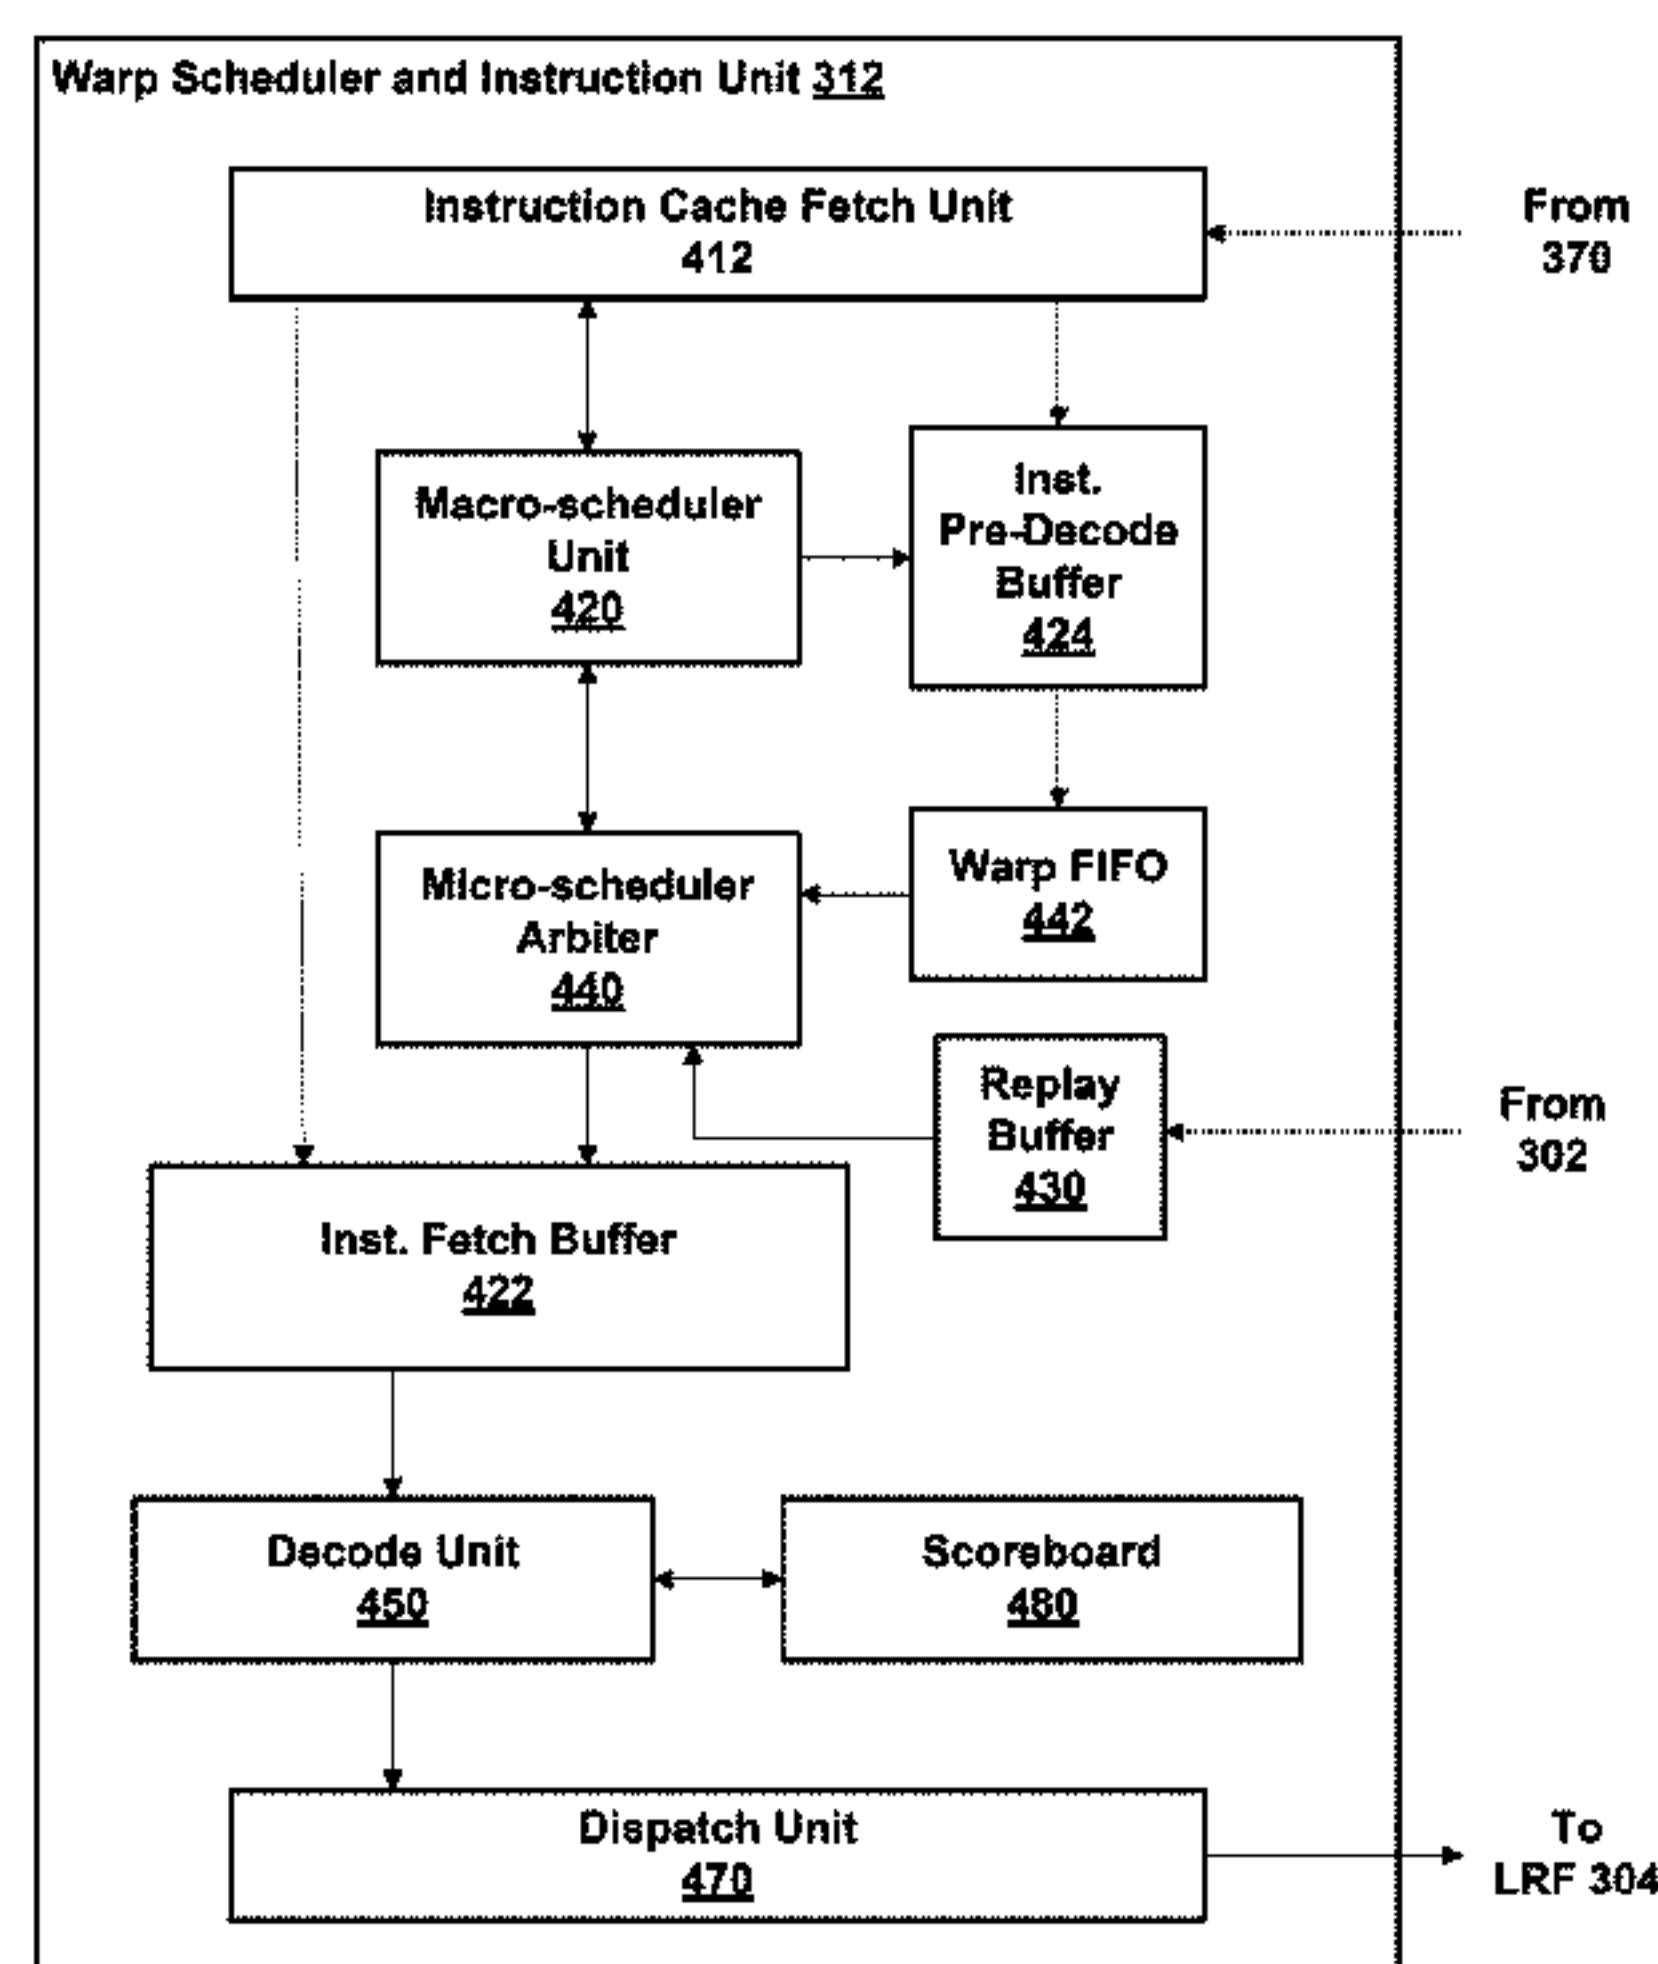 Warp Scheduler and Instruction Unit 312
Instruction Cache Fetch Unit
412
From
370
Macro-scheduler
Unit
420
Inst.
Pre-Decode
Buffer
424
Micro-scheduler
Arbiter
440
Warp FIFO
442
Replay
Buffer
430
From
302
Inst. Fetch Buffer
422
Decode Unit
450
Scoreboard
480
Dispatch Unit
470
To
LRF 304